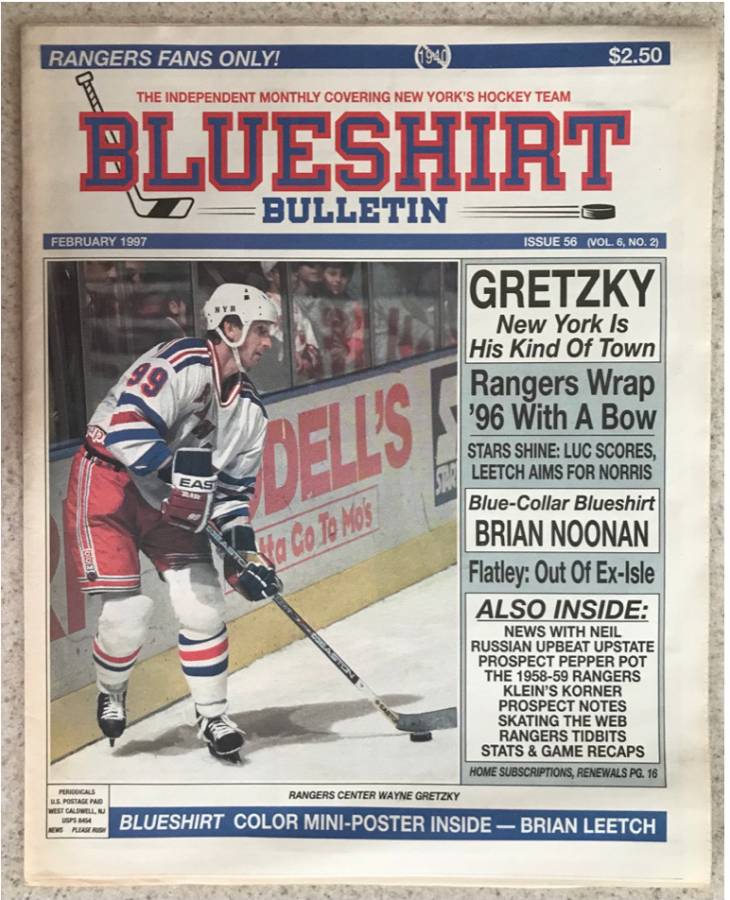 RANGERS FANS ONLY!
1940
$2.50
THE INDEPENDENT MONTHLY COVERING NEW YORK'S HOCKEY TEAM
BLUESHIRT
BULLETIN
FEBRUARY 1997
ISSUE 56 (VOL. 6, NO. 2)
GRETZKY
New York Is
His Kind Of Town
Rangers Wrap
'96 With A Bow
STARS SHINE: LUC SCORES,
LEETCH AIMS FOR NORRIS
Blue-Collar Blueshirt
BRIAN NOONAN
Flatley: Out Of Ex-Isle
ALSO INSIDE:
NEWS WITH NEIL
RUSSIAN UPBEAT UPSTATE
PROSPECT PEPPER POT
THE 1958-59 RANGERS
KLEIN'S KORNER
PROSPECT NOTES
SKATING THE WEB
RANGERS TIDBITS
STATS & GAME RECAPS
HOME SUBSCRIPTIONS, RENEWALS PG. 16
NYR
99
DELL'S
ta Go To Mo's
EAS
EASTON
RANGERS CENTER WAYNE GRETZKY
PERIODICALS
U.S. POSTAGE PAID
WEST CALDWELL, NJ
USPS 8454
NEWS PLEASE RUSH
BLUESHIRT COLOR MINI-POSTER INSIDE — BRIAN LEETCH